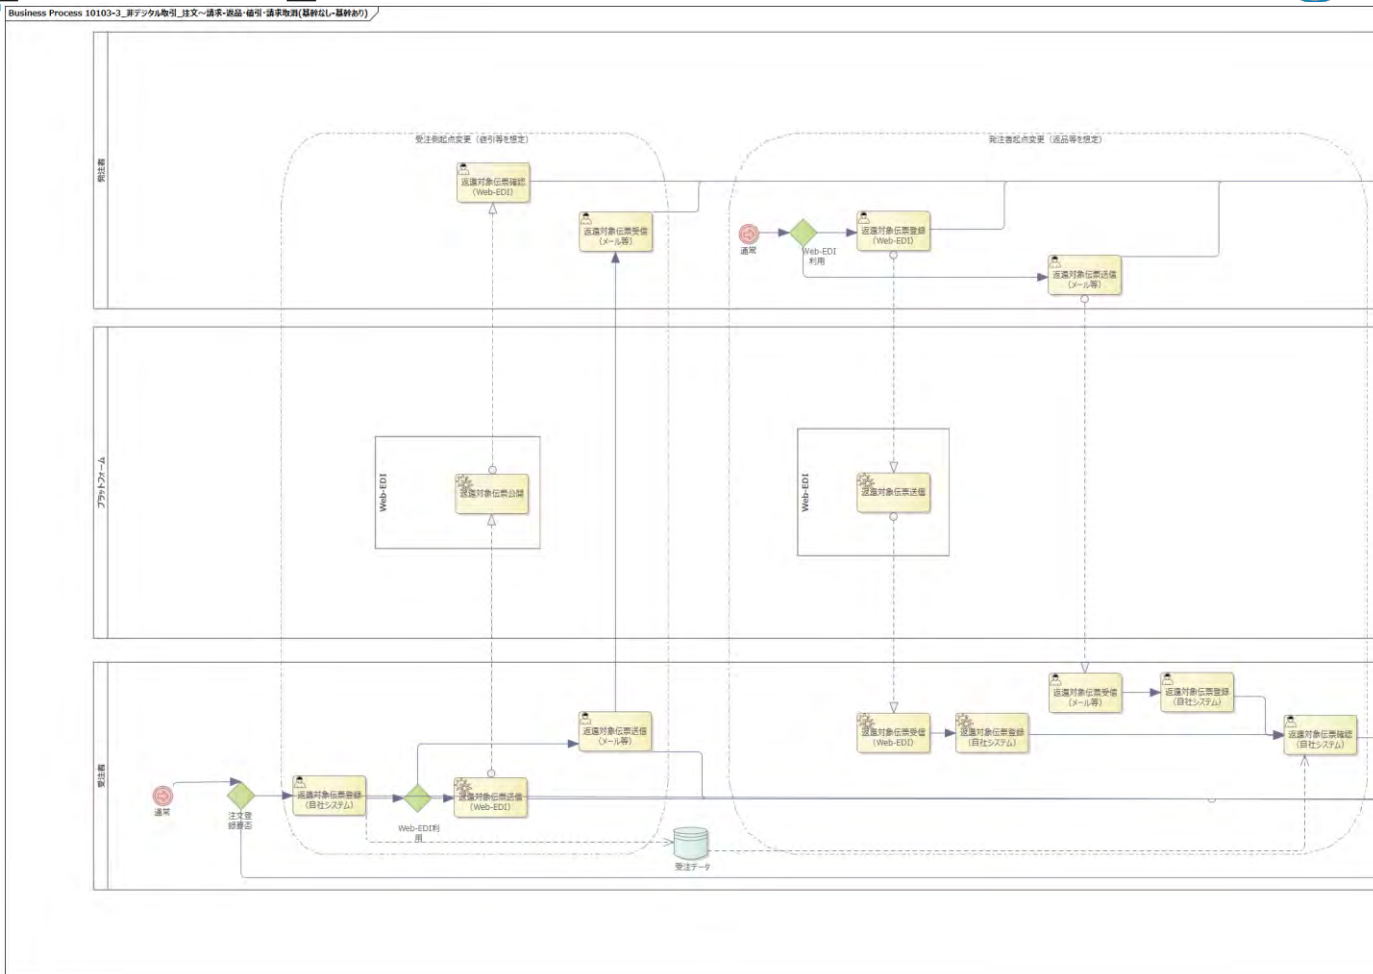 Business Process 10103-3_非デジタル取引_注文～請求-返品・値引・請求取消(基幹なし-基幹あり)
発注者
受注側起点変更（値引等を想定）
発注者起点変更（返品等を想定）
返還対象伝票確認
(Web-EDI)
返還対象伝票受信
(メール等)
通常
Web-EDI
利用
返還対象伝票登録
(Web-EDI)
返還対象伝票送信
(メール等)
プラットフォーム
Web-EDI
返還対象伝票公開
Web-EDI
返還対象伝票送信
受注者
返還対象伝票受信
(メール等)
返還対象伝票登録
(自社システム)
返還対象伝票送信
(メール等)
返還対象伝票受信
(Web-EDI)
返還対象伝票登録
(自社システム)
返還対象伝票確認
(自社システム)
通常
注文登
録要否
返還対象伝票登録
(自社システム)
Web-EDI利
用
返還対象伝票送信
(Web-EDI)
受注データ